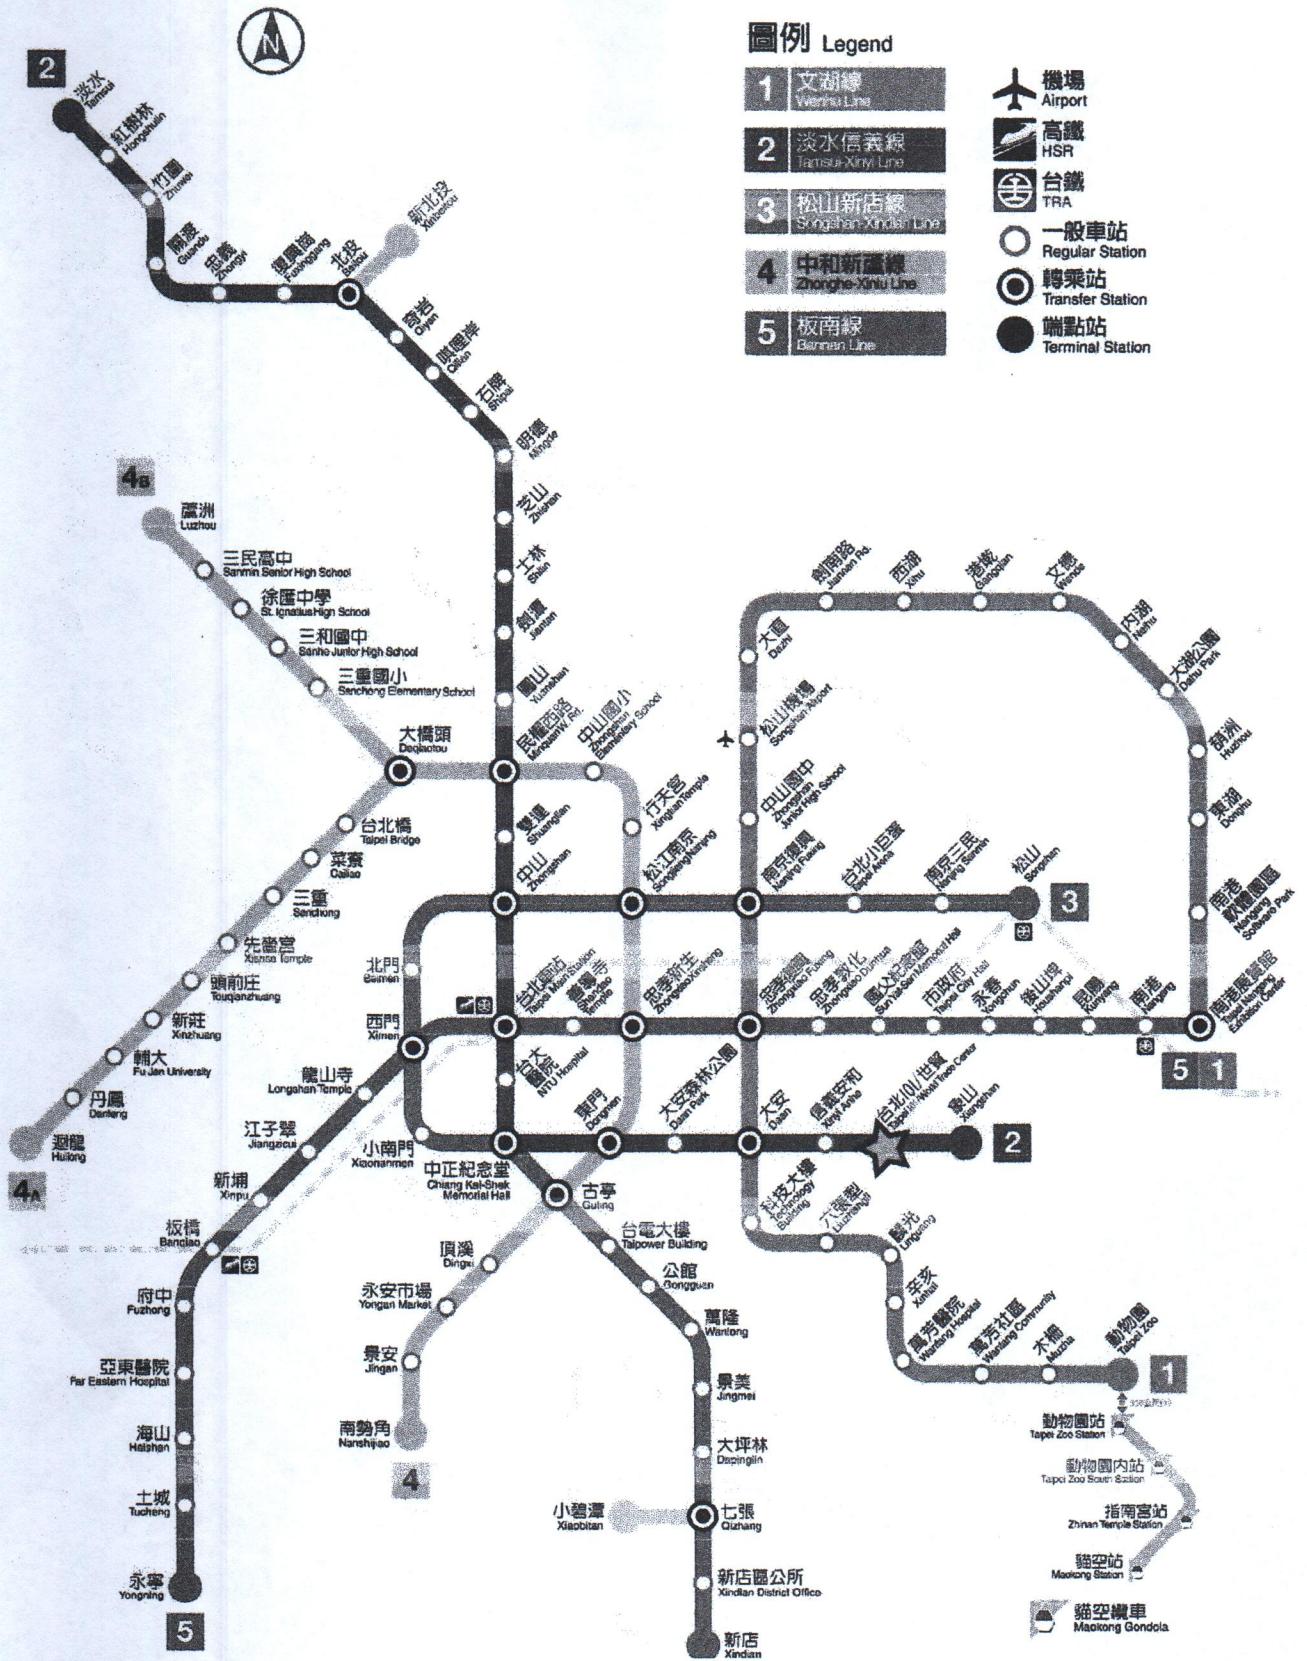 N
圖例 Legend
1 文湖線
Wenhu Line
2 淡水信義線
Tamsui-Xinyi Line
3 松山新店線
Songshan-Xindian Line
4 中和新蘆線
Zhonghe-Xinlu Line
5 板南線
Bannan Line
機場
Airport
高鐵
HSR
台鐵
TRA
一般車站
Regular Station
轉乘站
Transfer Station
端點站
Terminal Station
2
淡水
Tamsui
紅樹林
Hongshulin
竹圍
Zhuwei
關渡
Guandu
忠義
Zhongyi
復興崗
Fuxinggang
北投
Beitou
新北投
Xinbeitou
奇岩
Qiyan
唭哩岸
Qilian
石牌
Shipai
明德
Mingde
芝山
Zhishan
士林
Shilin
劍潭
Jiantan
圓山
Yuanshan
民權西路
Minquan W. Rd.
雙連
Shuanglian
中山
Zhongshan
4B
蘆洲
Luzhou
三民高中
Sanmin Senior High School
徐匯中學
St. Ignatius High School
三和國中
Sanhe Junior High School
三重國小
Sanchong Elementary School
大橋頭
Daqiaotou
中山國小
Zhongshan
Elementary School
行天宮
Xingtian Temple
松江南京
Songjiang Nanjing
台北橋
Taipei Bridge
菜寮
Cailiao
三重
Sanchong
先嗇宮
Xianse Temple
頭前庄
Touqianzhuang
新莊
Xinzhuang
輔大
Fu Jen University
丹鳳
Danfeng
迴龍
Huilong
4A
劍南路
Jiannan Rd.
西湖
Xihu
港墘
Gangqian
文德
Wende
內湖
Neihu
大湖公園
Dahu Park
葫洲
Huzhou
東湖
Donghu
南港
軟體園區
Nangang
Software Park
南港展覽館
Taipei Nangang
Exhibition Center
5 1
大直
Dazhi
松山機場
Songshan Airport
中山國中
Zhongshan
Junior High School
南京復興
Nanjing Fuxing
台北小巨蛋
Taipei Arena
南京三民
Nanjing Sanmin
松山
Songshan
3
北門
Beimen
西門
Ximen
台北車站
Taipei Main Station
善導寺
Shandao
Temple
忠孝新生
Zhongxiao Xinsheng
忠孝復興
Zhongxiao Fuxing
忠孝敦化
Zhongxiao Dunhua
國父紀念館
Sun Yat-Sen Memorial Hall
市政府
Taipei City Hall
永春
Yongchun
後山埤
Houshanpi
昆陽
Kunyang
南港
Nangang
龍山寺
Longshan Temple
江子翠
Jiangzicui
新埔
Xinpu
板橋
Banqiao
府中
Fuzhong
亞東醫院
Far Eastern Hospital
海山
Haishan
土城
Tucheng
永寧
Yongning
5
小南門
Xiaonanmen
台大
醫院
NTU Hospital
中正紀念堂
Chiang Kai-Shek
Memorial Hall
東門
Dongmen
大安森林公園
Daan Park
大安
Daan
信義安和
Xinyi Anhe
台北101/世貿
Taipei 101/World Trade Center
象山
Xiangshan
2
古亭
Guting
頂溪
Dingxi
永安市場
Yongan Market
景安
Jingan
南勢角
Nanshijiao
4
台電大樓
Taipower Building
公館
Gongguan
萬隆
Wanlong
景美
Jingmei
大坪林
Dapinglin
七張
Qizhang
小碧潭
Xiaobitan
新店區公所
Xindian District Office
新店
Xindian
科技大樓
Technology
Building
六張犁
Liuzhangli
麟光
Linguang
辛亥
Xinhai
萬芳醫院
Wanfang Hospital
萬芳社區
Wanfang Community
木柵
Muzha
動物園
Taipei Zoo
1
動物園站
Taipei Zoo Station
動物園內站
Taipei Zoo South Station
指南宮站
Zhinan Temple Station
貓空站
Maokong Station
貓空纜車
Maokong Gondola